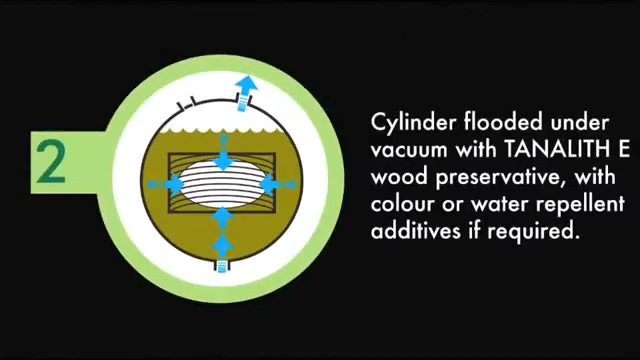 2
Cylinder flooded under
vacuum with TANALITH E
wood preservative, with
colour or water repellent
additives if required.